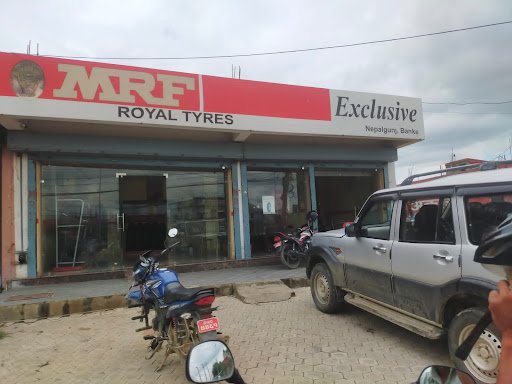 MRF
ROYAL TYRES
Exclusive
Nepalgunj, Banke